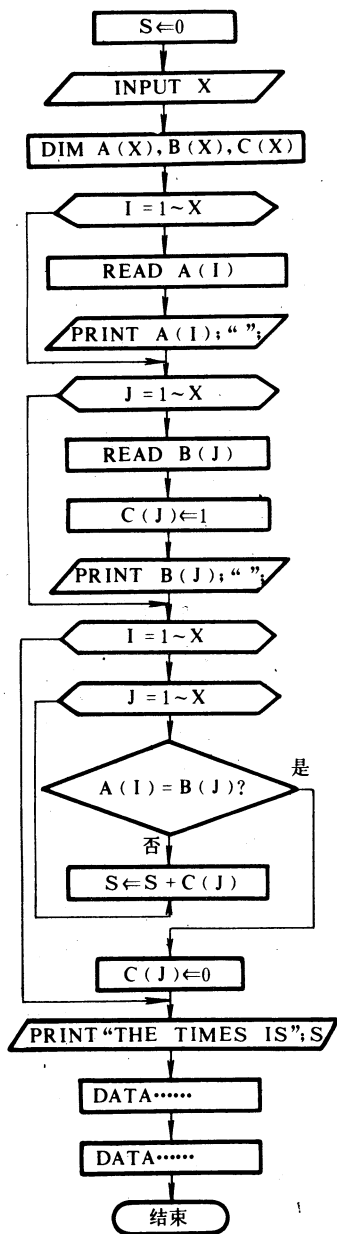 S⇐0
INPUT X
DIM A(X),B(X),C(X)
I=1~X
READ A(I)
PRINT A(I);“ ”;
J=1~X
READ B(J)
C(J)⇐1
PRINT B(J);“ ”;
I=1~X
J=1~X
A(I)=B(J)?
是
否
S⇐S+C(J)
C(J)⇐0
PRINT“THE TIMES IS”;S
DATA……
DATA……
结束